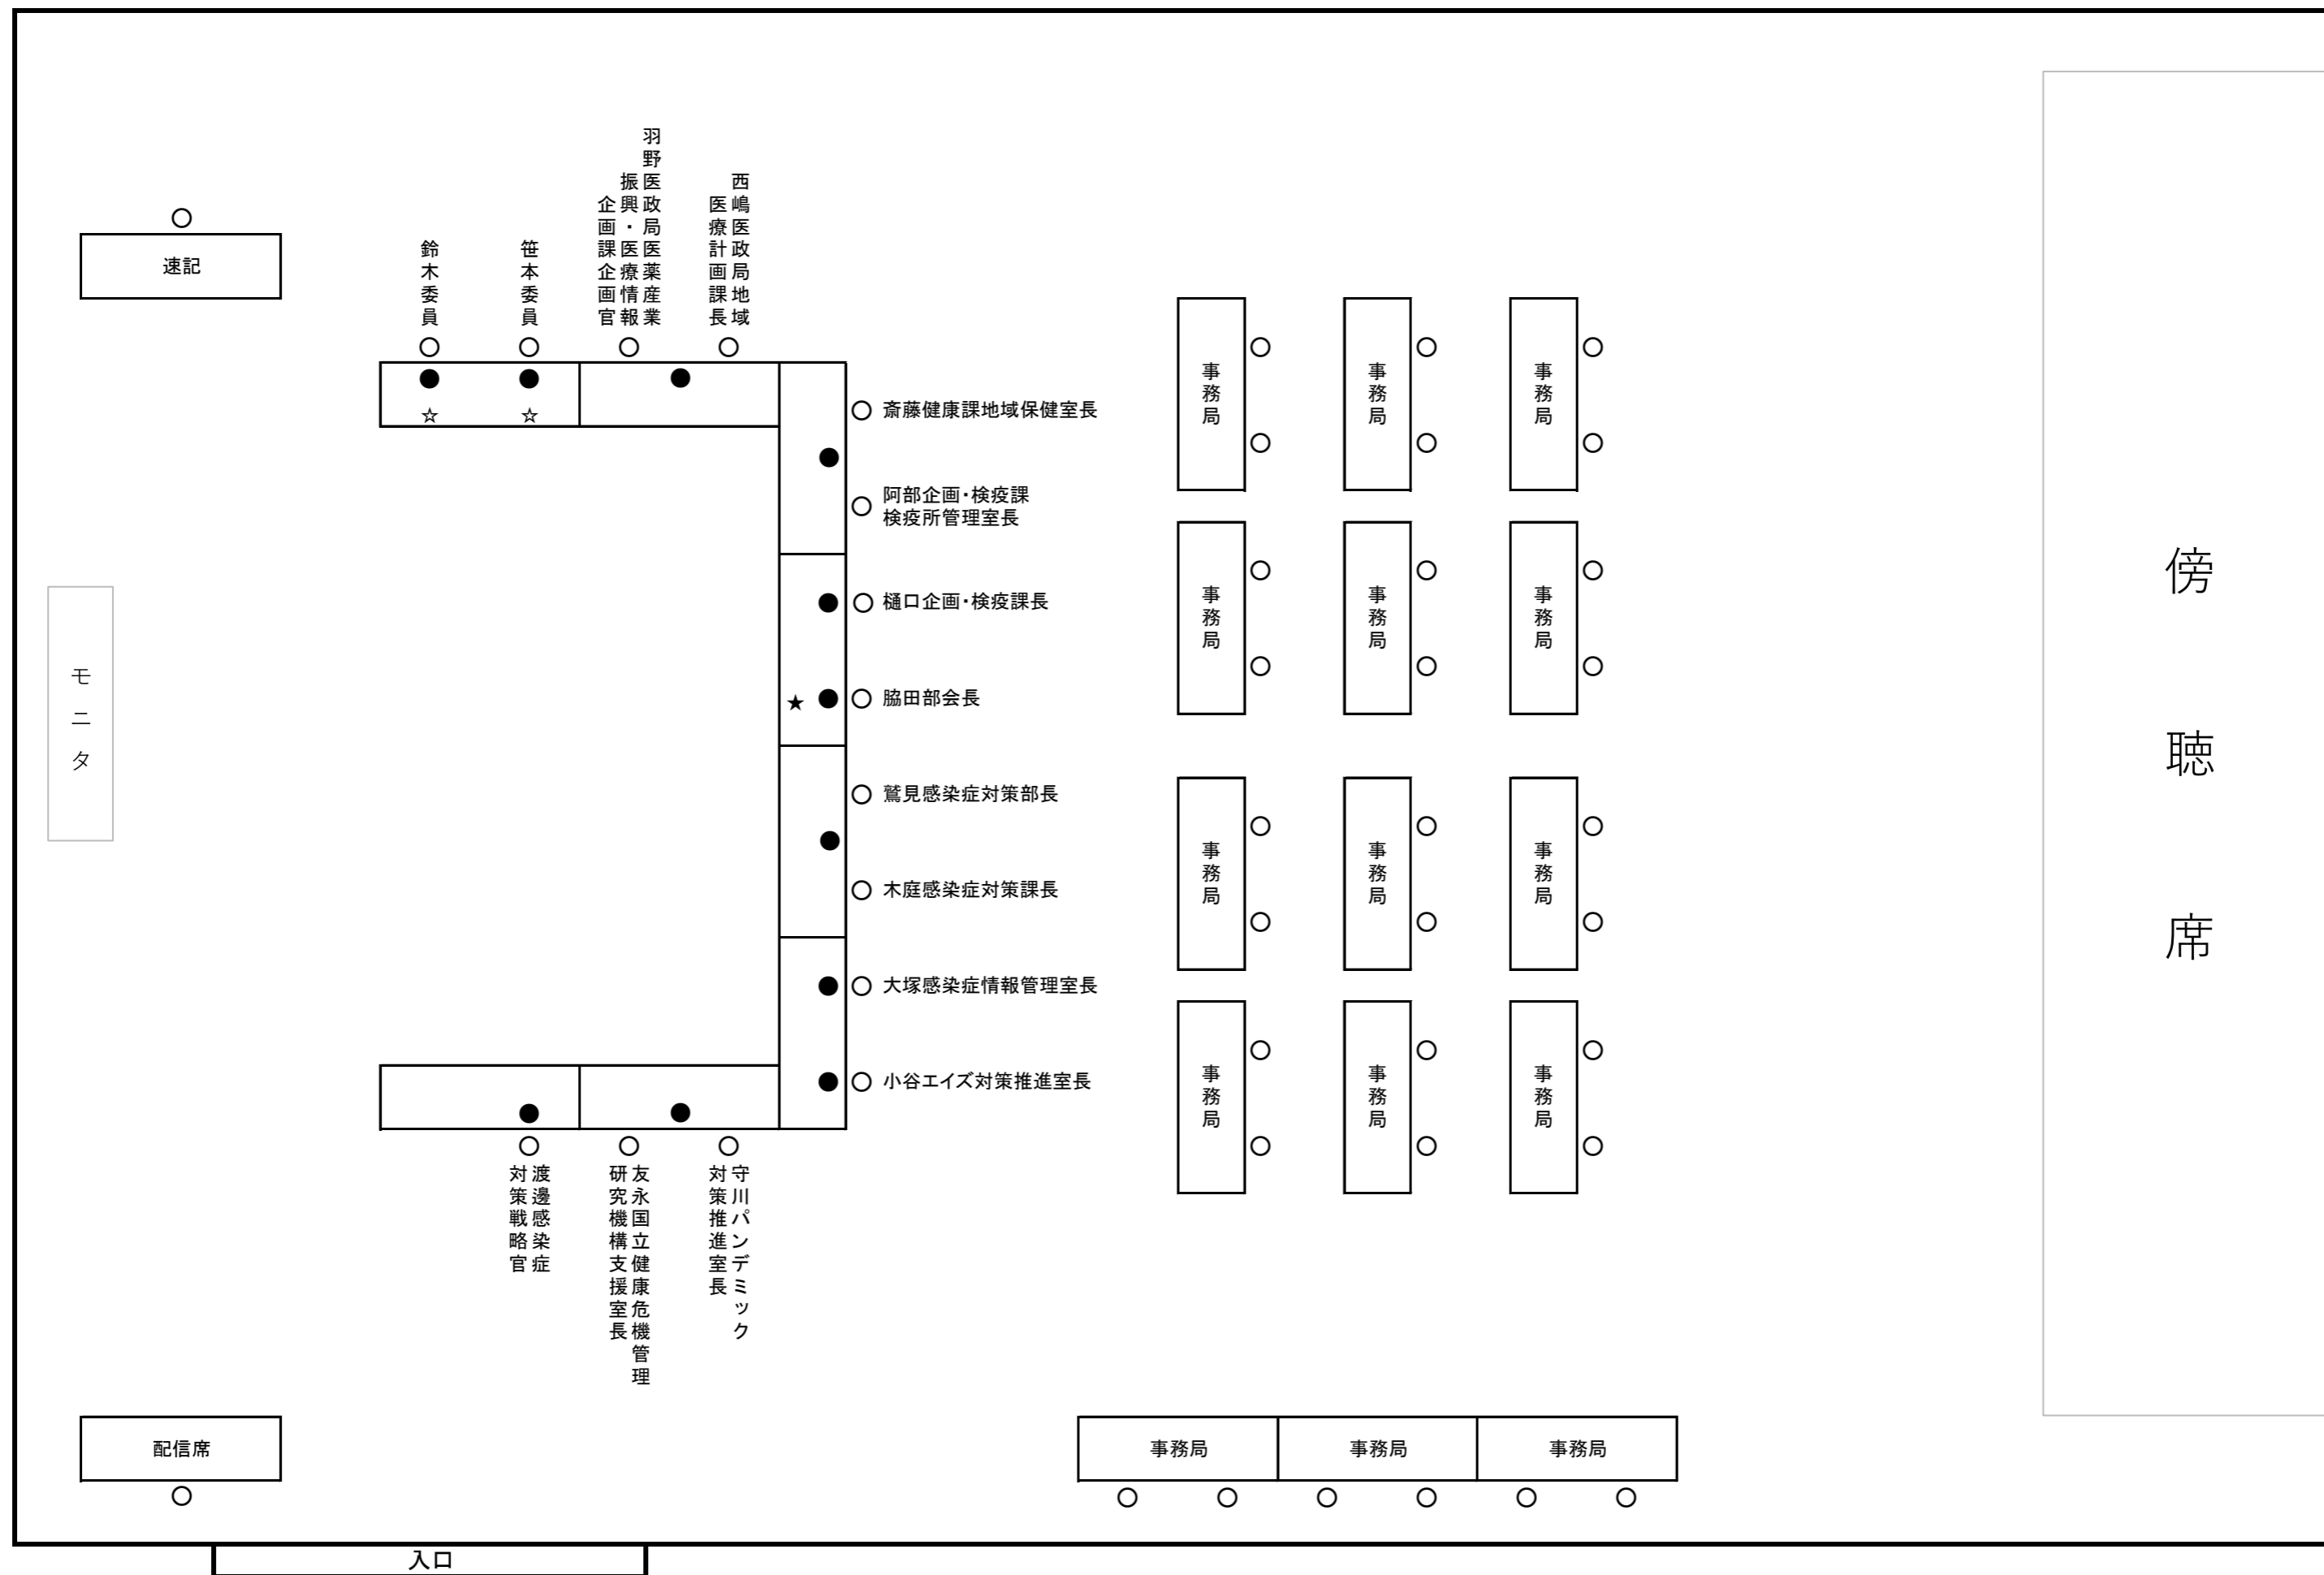 速記
鈴木委員
笹本委員
羽野医政局医薬産業
振興・医療情報
企画課企画官
西嶋医政局地域
医療計画課長
☆
☆
斎藤健康課地域保健室長
阿部企画・検疫課
検疫所管理室長
樋口企画・検疫課長
★
脇田部会長
鷲見感染症対策部長
木庭感染症対策課長
大塚感染症情報管理室長
小谷エイズ対策推進室長
渡邊感染症
対策戦略官
友永国立健康危機管理
研究機構支援室長
守川パンデミック
対策推進室長
モニタ
事務局
事務局
事務局
事務局
事務局
事務局
事務局
事務局
事務局
事務局
事務局
事務局
傍聴席
配信席
事務局
事務局
事務局
入口